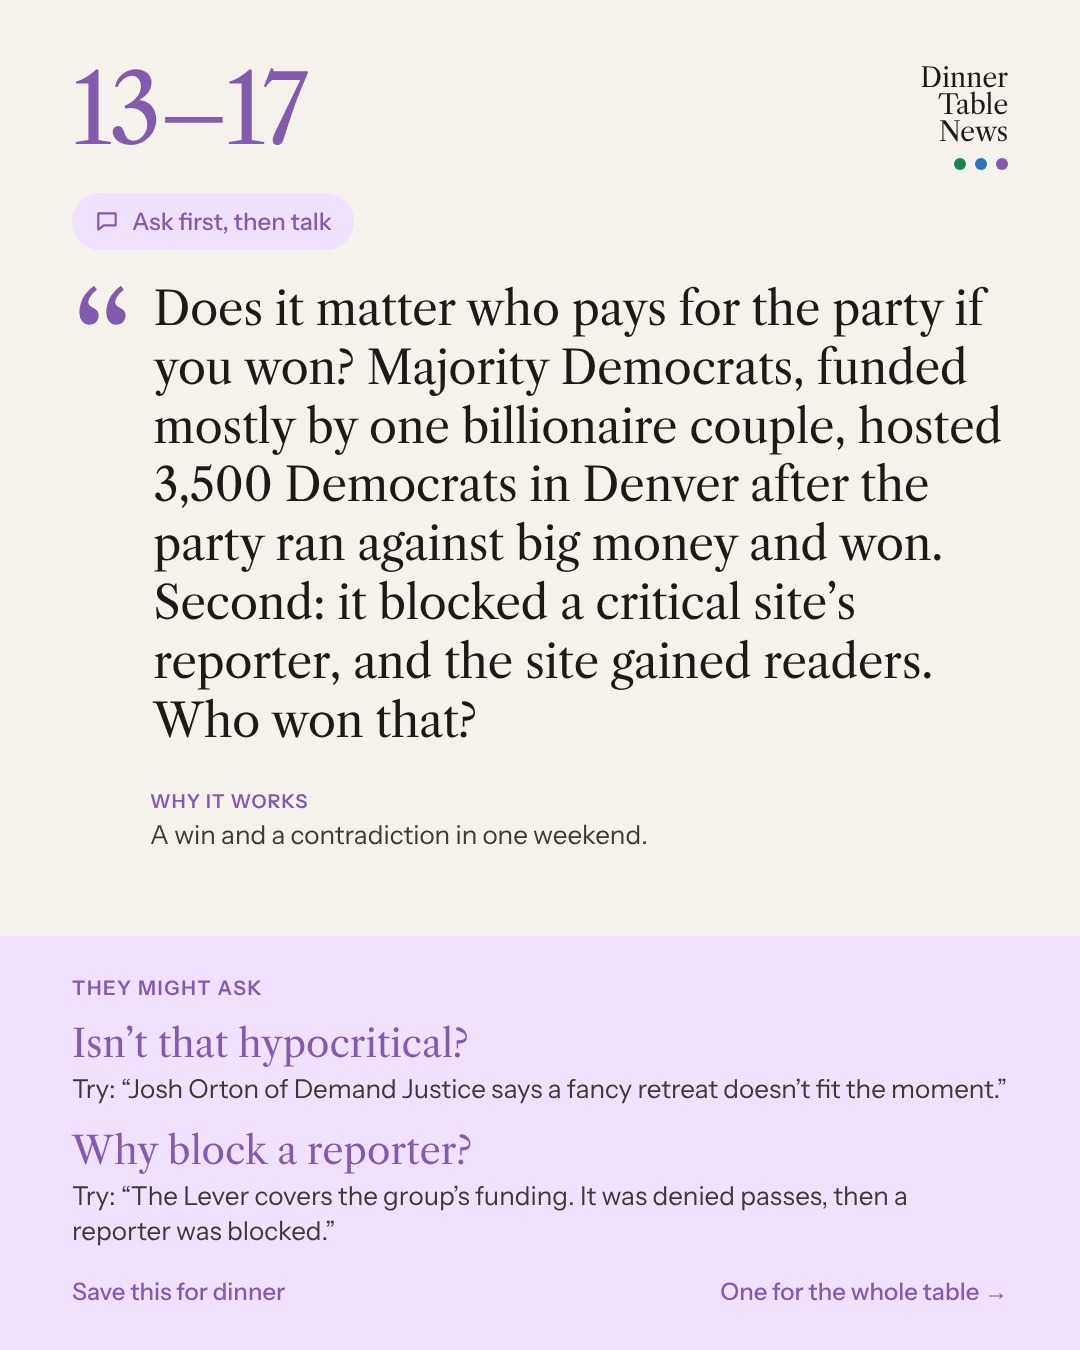 13–17
Dinner
Table
News
Ask first, then talk
“Does it matter who pays for the party if
you won? Majority Democrats, funded
mostly by one billionaire couple, hosted
3,500 Democrats in Denver after the
party ran against big money and won.
Second: it blocked a critical site’s
reporter, and the site gained readers.
Who won that?
WHY IT WORKS
A win and a contradiction in one weekend.
THEY MIGHT ASK
Isn’t that hypocritical?
Try: “Josh Orton of Demand Justice says a fancy retreat doesn’t fit the moment.”
Why block a reporter?
Try: “The Lever covers the group’s funding. It was denied passes, then a
reporter was blocked.”
Save this for dinner
One for the whole table →